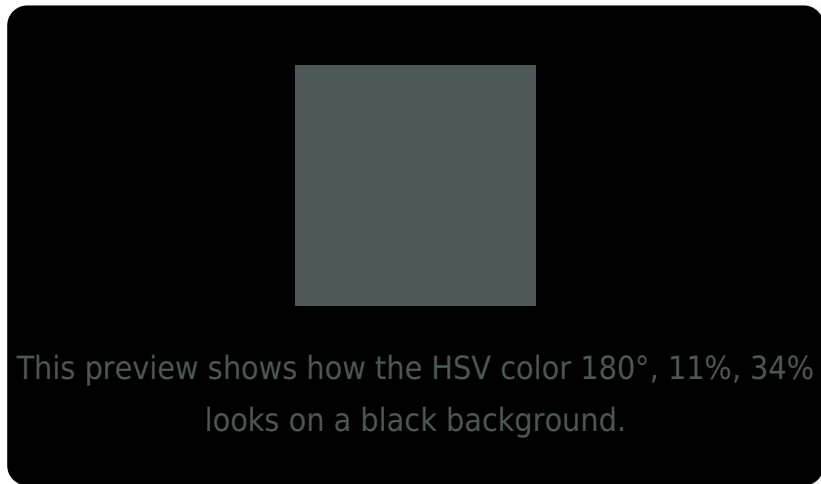 This preview shows how the HSV color 180°, 11%, 34%
looks on a black background.